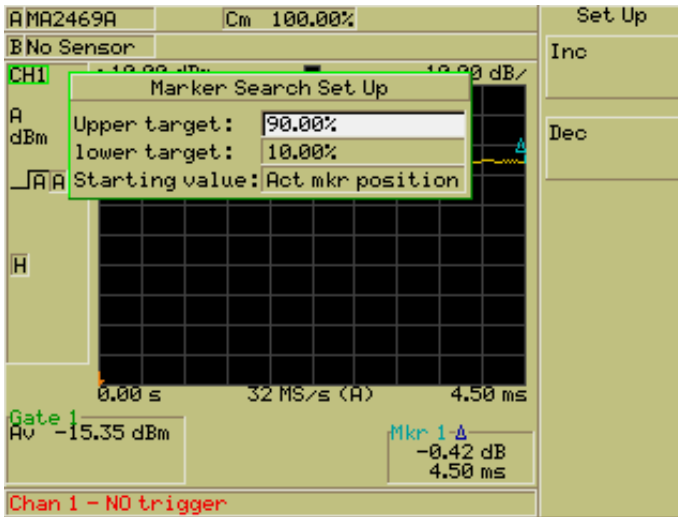 A MA2469A Cm 100.00% Set Up
B No Sensor
Inc
CH1 10.00 dB/
Marker Search Set Up
A
dBm
Upper target: 90.00%
lower target: 10.00%
Starting value: Act mkr position
Dec
A A
H
0.00 s 32 MS/s (A) 4.50 ms
Gate 1
Av -15.35 dBm
Mkr 1-Δ
-0.42 dB
4.50 ms
Chan 1 - NO trigger